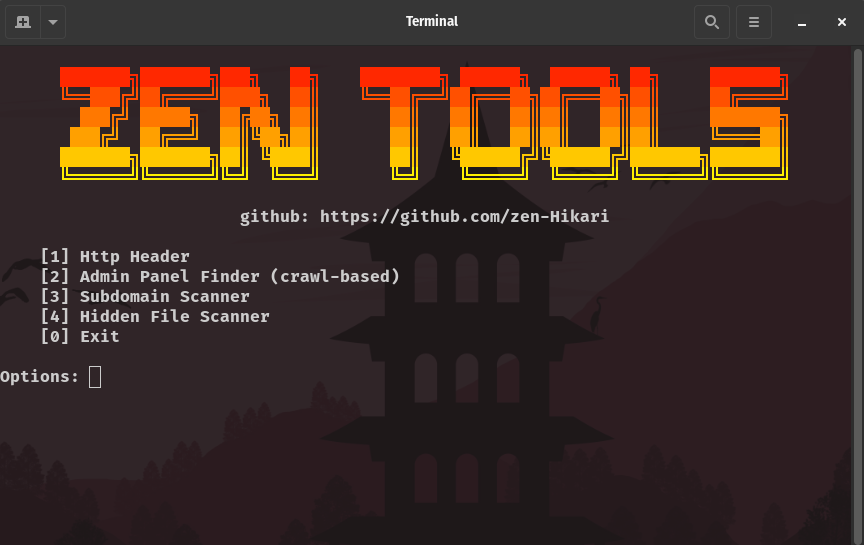 Terminal
ZEN TOOLS
github: https://github.com/zen-Hikari
[1] Http Header
[2] Admin Panel Finder (crawl-based)
[3] Subdomain Scanner
[4] Hidden File Scanner
[0] Exit
Options: